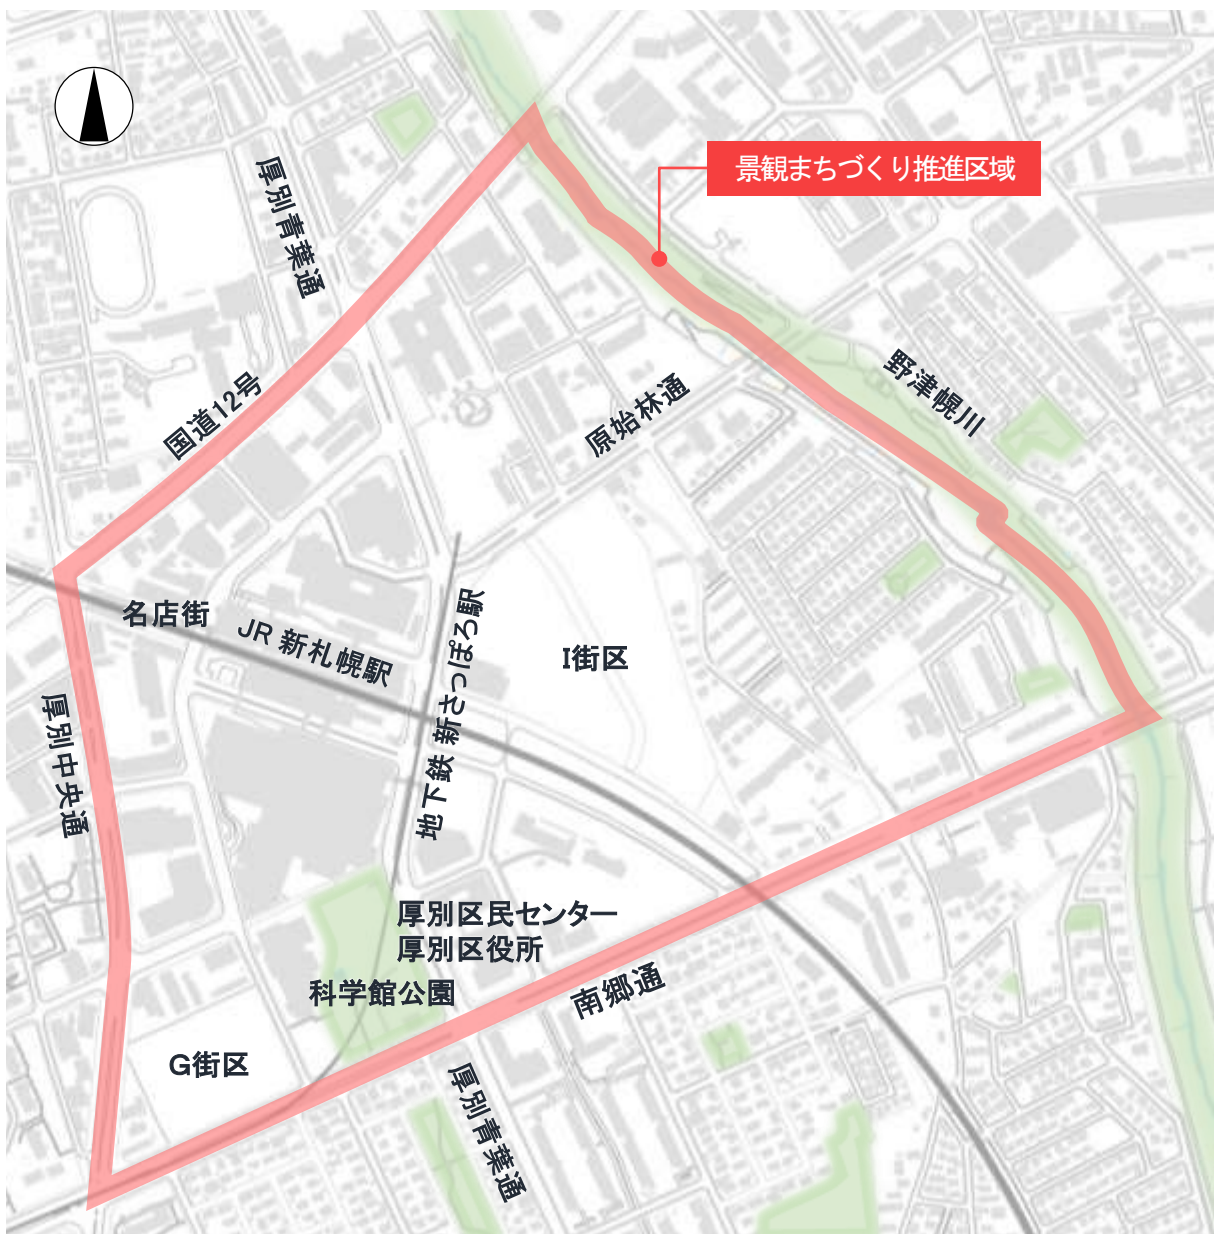 景観まちづくり推進区域
厚別青葉通
国道12号
原始林通
野津幌川
名店街
JR 新札幌駅
地下鉄 新さっぽろ駅
I街区
厚別中央通
厚別区民センター
厚別区役所
科学館公園
南郷通
G街区
厚別青葉通